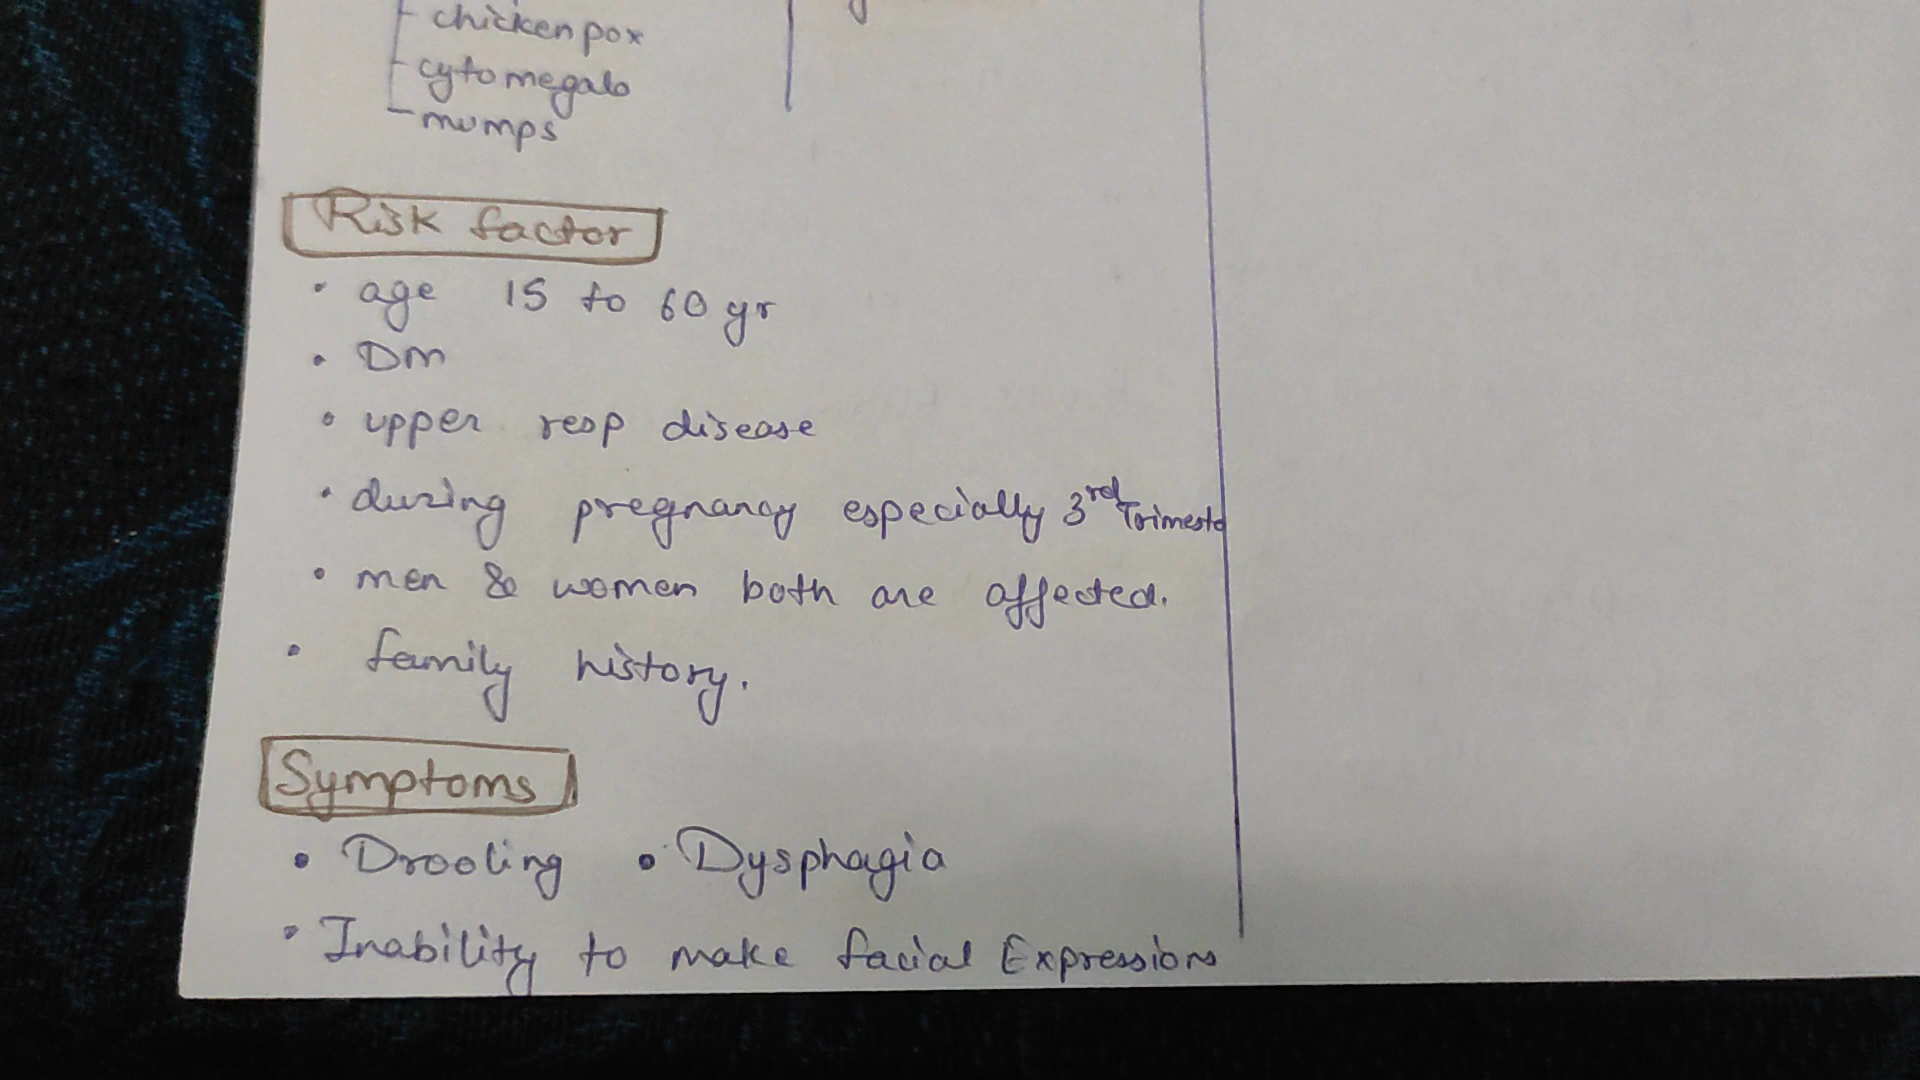 chickenpox
cytomegalo
mumps
Risk factor
• age 15 to 60 yr
• DM
• upper resp disease
• during pregnancy especially 3rd Trimeste
• men & women both are affected.
• family history.
Symptoms
• Drooling • Dysphagia
• Inability to make facial Expressions